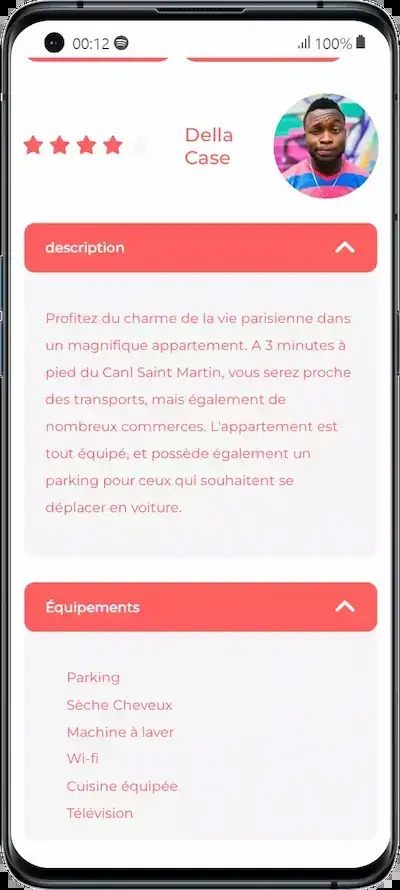 00:12 100%
Della
Case
description
Profitez du charme de la vie parisienne dans
un magnifique appartement. A 3 minutes à
pied du Canl Saint Martin, vous serez proche
des transports, mais également de
nombreux commerces. L'appartement est
tout équipé, et possède également un
parking pour ceux qui souhaitent se
déplacer en voiture.
Équipements
Parking
Sèche Cheveux
Machine à laver
Wi-fi
Cuisine équipée
Télévision